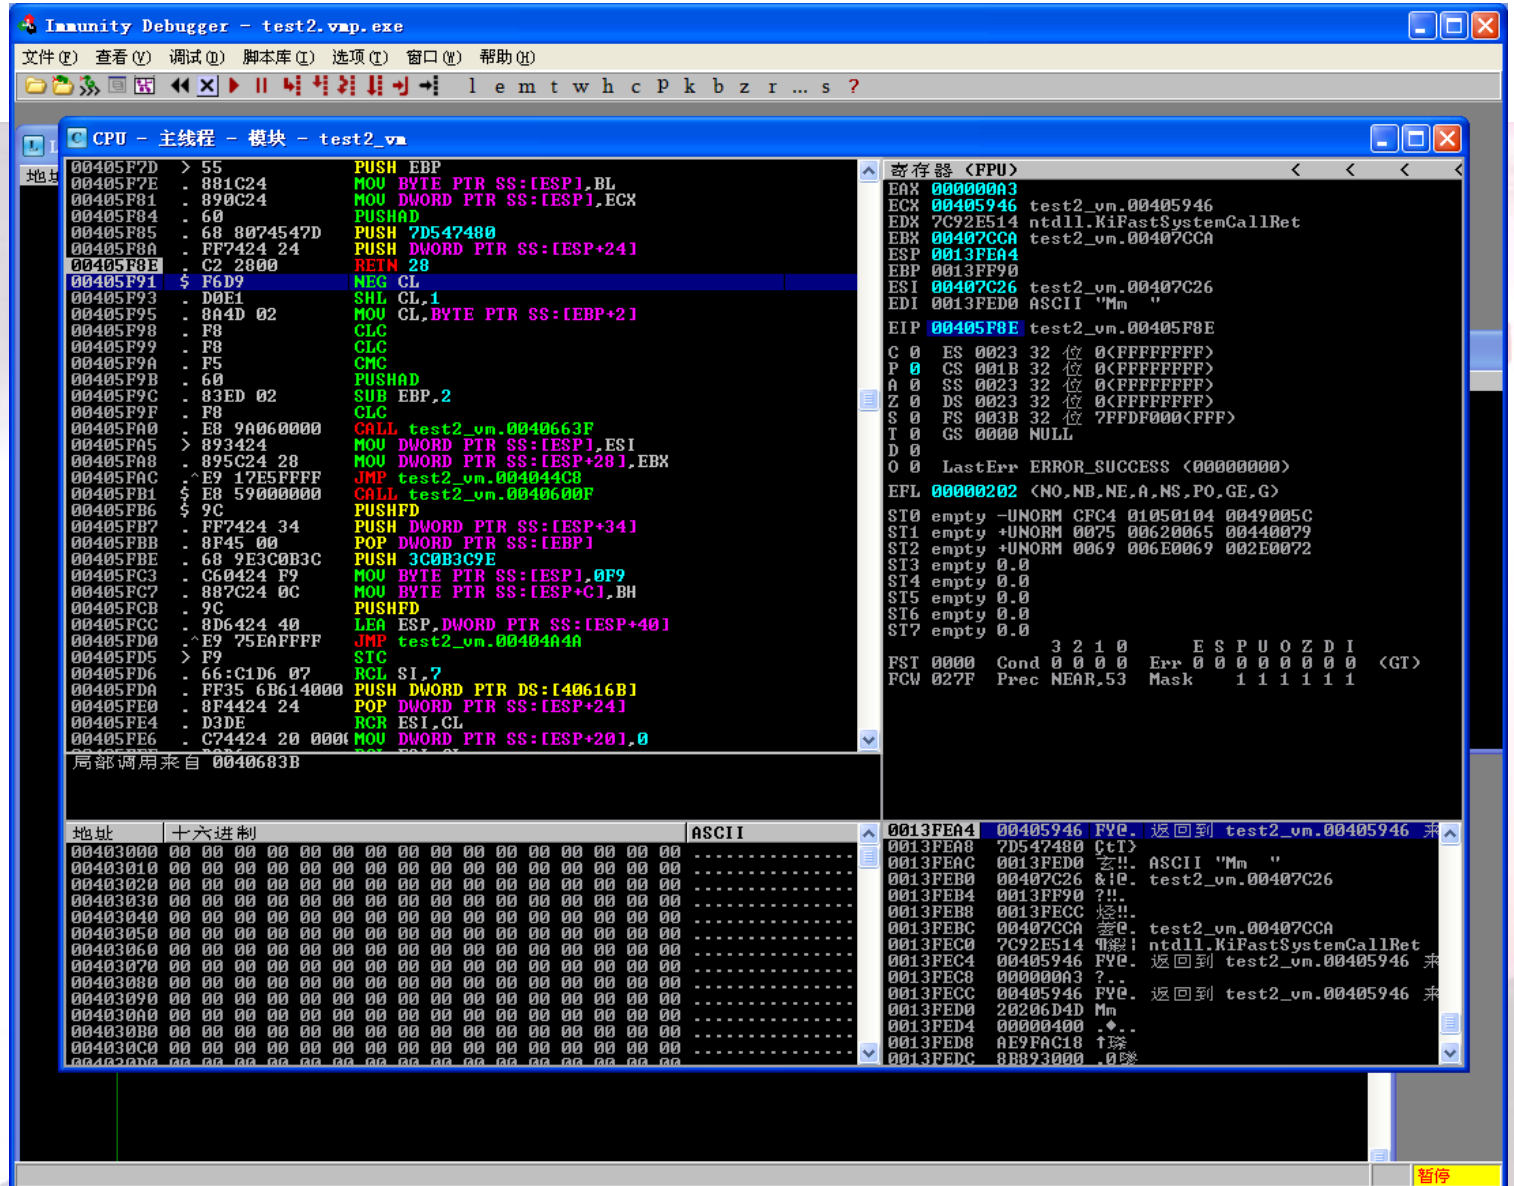 Immunity Debugger - test2.vmp.exe
文件(F) 查看(V) 调试(D) 脚本库(I) 选项(T) 窗口(W) 帮助(H)
l e m t w h c P k b z r ... s ?
CPU - 主线程 - 模块 - test2_vm
00405F7D > 55 PUSH EBP
00405F7E . 881C24 MOV BYTE PTR SS:[ESP],BL
00405F81 . 890C24 MOV DWORD PTR SS:[ESP],ECX
00405F84 . 60 PUSHAD
00405F85 . 68 8074547D PUSH 7D547480
00405F8A . FF7424 24 PUSH DWORD PTR SS:[ESP+24]
00405F8E . C2 2800 RETN 28
00405F91 $ F6D9 NEG CL
00405F93 . D0E1 SHL CL,1
00405F95 . 8A4D 02 MOV CL,BYTE PTR SS:[EBP+2]
00405F98 . F8 CLC
00405F99 . F8 CLC
00405F9A . F5 CMC
00405F9B . 60 PUSHAD
00405F9C . 83ED 02 SUB EBP,2
00405F9F . F8 CLC
00405FA0 . E8 9A060000 CALL test2_vm.0040663F
00405FA5 > 893424 MOV DWORD PTR SS:[ESP],ESI
00405FA8 . 895C24 28 MOV DWORD PTR SS:[ESP+28],EBX
00405FAC .^E9 17E5FFFF JMP test2_vm.004044C8
00405FB1 $ E8 59000000 CALL test2_vm.0040600F
00405FB6 $ 9C PUSHFD
00405FB7 . FF7424 34 PUSH DWORD PTR SS:[ESP+34]
00405FBB . 8F45 00 POP DWORD PTR SS:[EBP]
00405FBE . 68 9E3C0B3C PUSH 3C0B3C9E
00405FC3 . C60424 F9 MOV BYTE PTR SS:[ESP],0F9
00405FC7 . 887C24 0C MOV BYTE PTR SS:[ESP+C],BH
00405FCB . 9C PUSHFD
00405FCC . 8D6424 40 LEA ESP,DWORD PTR SS:[ESP+40]
00405FD0 .^E9 75EAFFFF JMP test2_vm.00404A4A
00405FD5 > F9 STC
00405FD6 . 66:C1D6 07 RCL SI,7
00405FDA . FF35 6B614000 PUSH DWORD PTR DS:[40616B]
00405FE0 . 8F4424 24 POP DWORD PTR SS:[ESP+24]
00405FE4 . D3DE RCR ESI,CL
00405FE6 . C74424 20 000 MOV DWORD PTR SS:[ESP+20],0
局部调用来自 0040683B
寄存器 (FPU) < < < <
EAX 000000A3
ECX 00405946 test2_vm.00405946
EDX 7C92E514 ntdll.KiFastSystemCallRet
EBX 00407CCA test2_vm.00407CCA
ESP 0013FEA4
EBP 0013FF90
ESI 00407C26 test2_vm.00407C26
EDI 0013FED0 ASCII "Mm  "
EIP 00405F8E test2_vm.00405F8E
C 0 ES 0023 32 位 0(FFFFFFFF)
P 0 CS 001B 32 位 0(FFFFFFFF)
A 0 SS 0023 32 位 0(FFFFFFFF)
Z 0 DS 0023 32 位 0(FFFFFFFF)
S 0 FS 003B 32 位 7FFDF000(FFF)
T 0 GS 0000 NULL
D 0
O 0 LastErr ERROR_SUCCESS (00000000)
EFL 00000202 (NO,NB,NE,A,NS,PO,GE,G)
ST0 empty -UNORM CFC4 01050104 0049005C
ST1 empty +UNORM 0075 00620065 00440079
ST2 empty +UNORM 0069 006E0069 002E0072
ST3 empty 0.0
ST4 empty 0.0
ST5 empty 0.0
ST6 empty 0.0
ST7 empty 0.0
3 2 1 0 E S P U O Z D I
FST 0000 Cond 0 0 0 0 Err 0 0 0 0 0 0 0 0 (GT)
FCW 027F Prec NEAR,53 Mask 1 1 1 1 1 1
地址 十六进制 ASCII
00403000 00 00 00 00 00 00 00 00 00 00 00 00 00 00 00 00 ................
00403010 00 00 00 00 00 00 00 00 00 00 00 00 00 00 00 00 ................
00403020 00 00 00 00 00 00 00 00 00 00 00 00 00 00 00 00 ................
00403030 00 00 00 00 00 00 00 00 00 00 00 00 00 00 00 00 ................
00403040 00 00 00 00 00 00 00 00 00 00 00 00 00 00 00 00 ................
00403050 00 00 00 00 00 00 00 00 00 00 00 00 00 00 00 00 ................
00403060 00 00 00 00 00 00 00 00 00 00 00 00 00 00 00 00 ................
00403070 00 00 00 00 00 00 00 00 00 00 00 00 00 00 00 00 ................
00403080 00 00 00 00 00 00 00 00 00 00 00 00 00 00 00 00 ................
00403090 00 00 00 00 00 00 00 00 00 00 00 00 00 00 00 00 ................
004030A0 00 00 00 00 00 00 00 00 00 00 00 00 00 00 00 00 ................
004030B0 00 00 00 00 00 00 00 00 00 00 00 00 00 00 00 00 ................
004030C0 00 00 00 00 00 00 00 00 00 00 00 00 00 00 00 00 ................
0013FEA4 00405946 FY@. 返回到 test2_vm.00405946 来
0013FEA8 7D547480 ÇtT}
0013FEAC 0013FED0 玄‼. ASCII "Mm  "
0013FEB0 00407C26 &|@. test2_vm.00407C26
0013FEB4 0013FF90 ?‼.
0013FEB8 0013FECC ‼.
0013FEBC 00407CCA @. test2_vm.00407CCA
0013FEC0 7C92E514 ntdll.KiFastSystemCallRet
0013FEC4 00405946 FY@. 返回到 test2_vm.00405946 来
0013FEC8 000000A3 ?..
0013FECC 00405946 FY@. 返回到 test2_vm.00405946 来
0013FED0 20206D4D Mm
0013FED4 00000400 .♦..
0013FED8 AE9FAC18
0013FEDC 8B893000
暂停